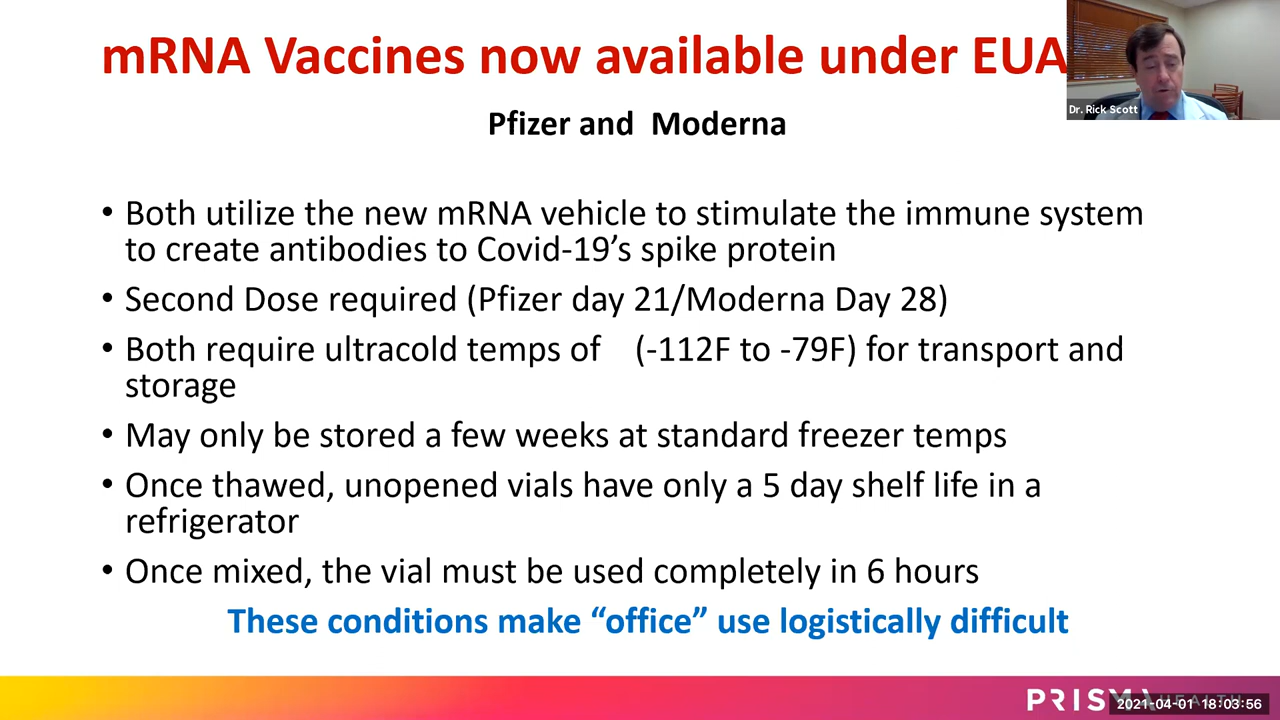 mRNA Vaccines now available under EUA
Dr. Rick Scott
Pfizer and Moderna
• Both utilize the new mRNA vehicle to stimulate the immune system
to create antibodies to Covid-19’s spike protein
• Second Dose required (Pfizer day 21/Moderna Day 28)
• Both require ultracold temps of (-112F to -79F) for transport and
storage
• May only be stored a few weeks at standard freezer temps
• Once thawed, unopened vials have only a 5 day shelf life in a
refrigerator
• Once mixed, the vial must be used completely in 6 hours
These conditions make “office” use logistically difficult
PRISMA HEALTH
2021-04-01 18:03:56